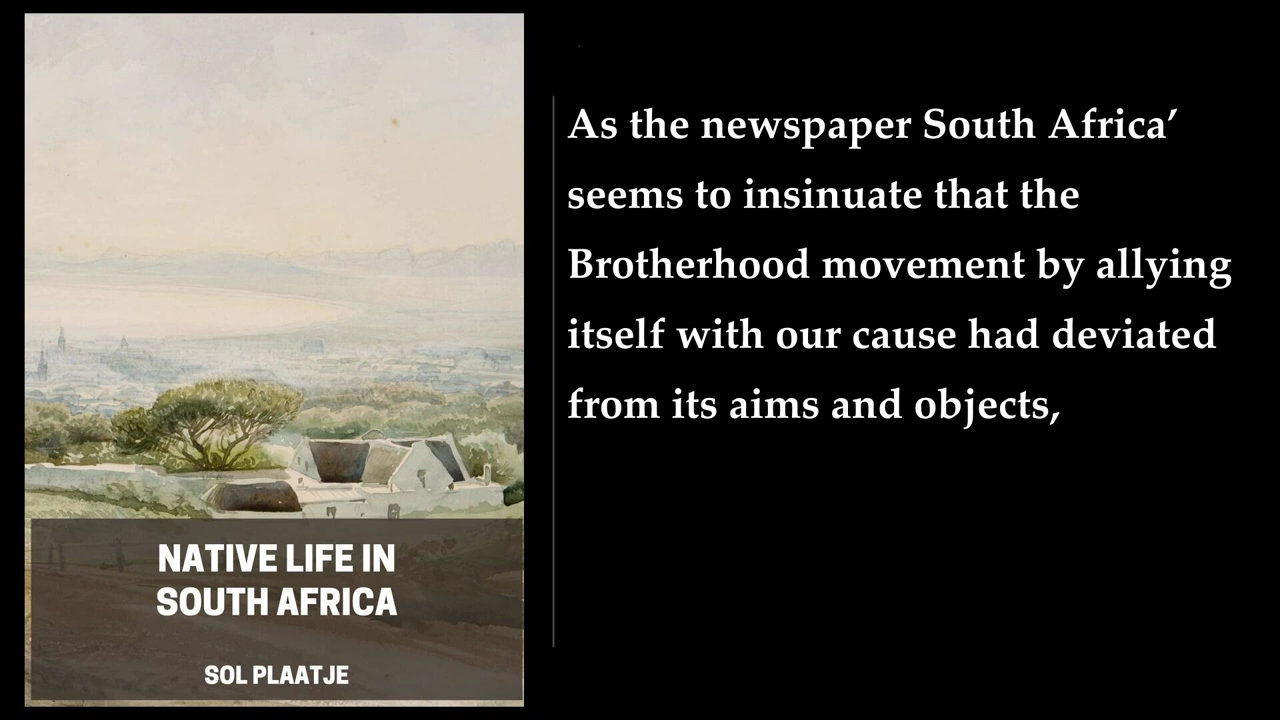 NATIVE LIFE IN
SOUTH AFRICA
SOL PLAATJE
As the newspaper South Africa’
seems to insinuate that the
Brotherhood movement by allying
itself with our cause had deviated
from its aims and objects,